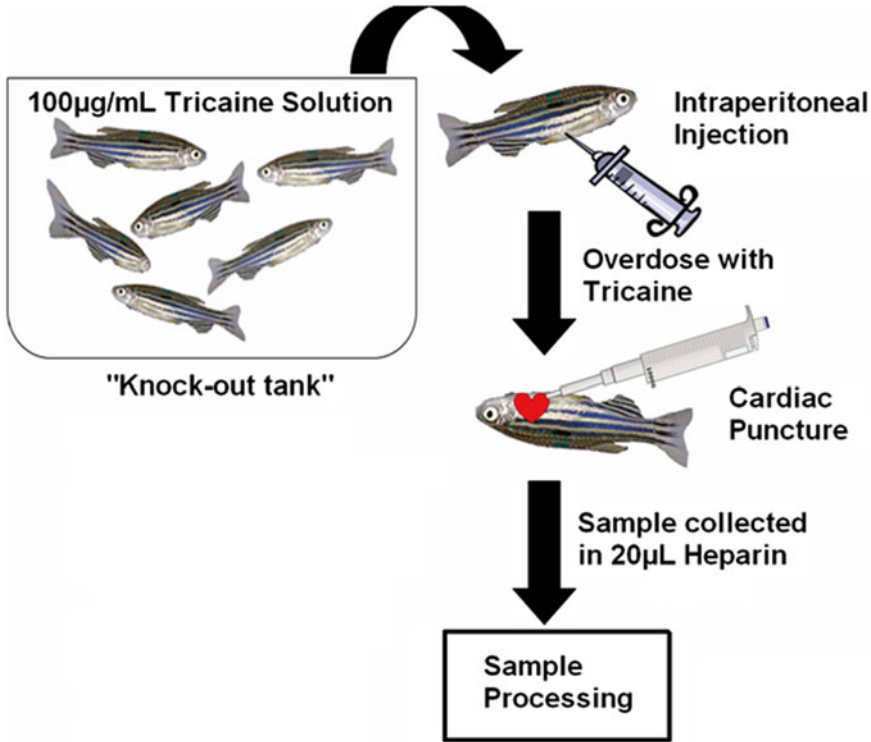 100µg/mL Tricaine Solution
"Knock-out tank"
Intraperitoneal
Injection
Overdose with
Tricaine
Cardiac
Puncture
Sample collected
in 20µL Heparin
Sample
Processing